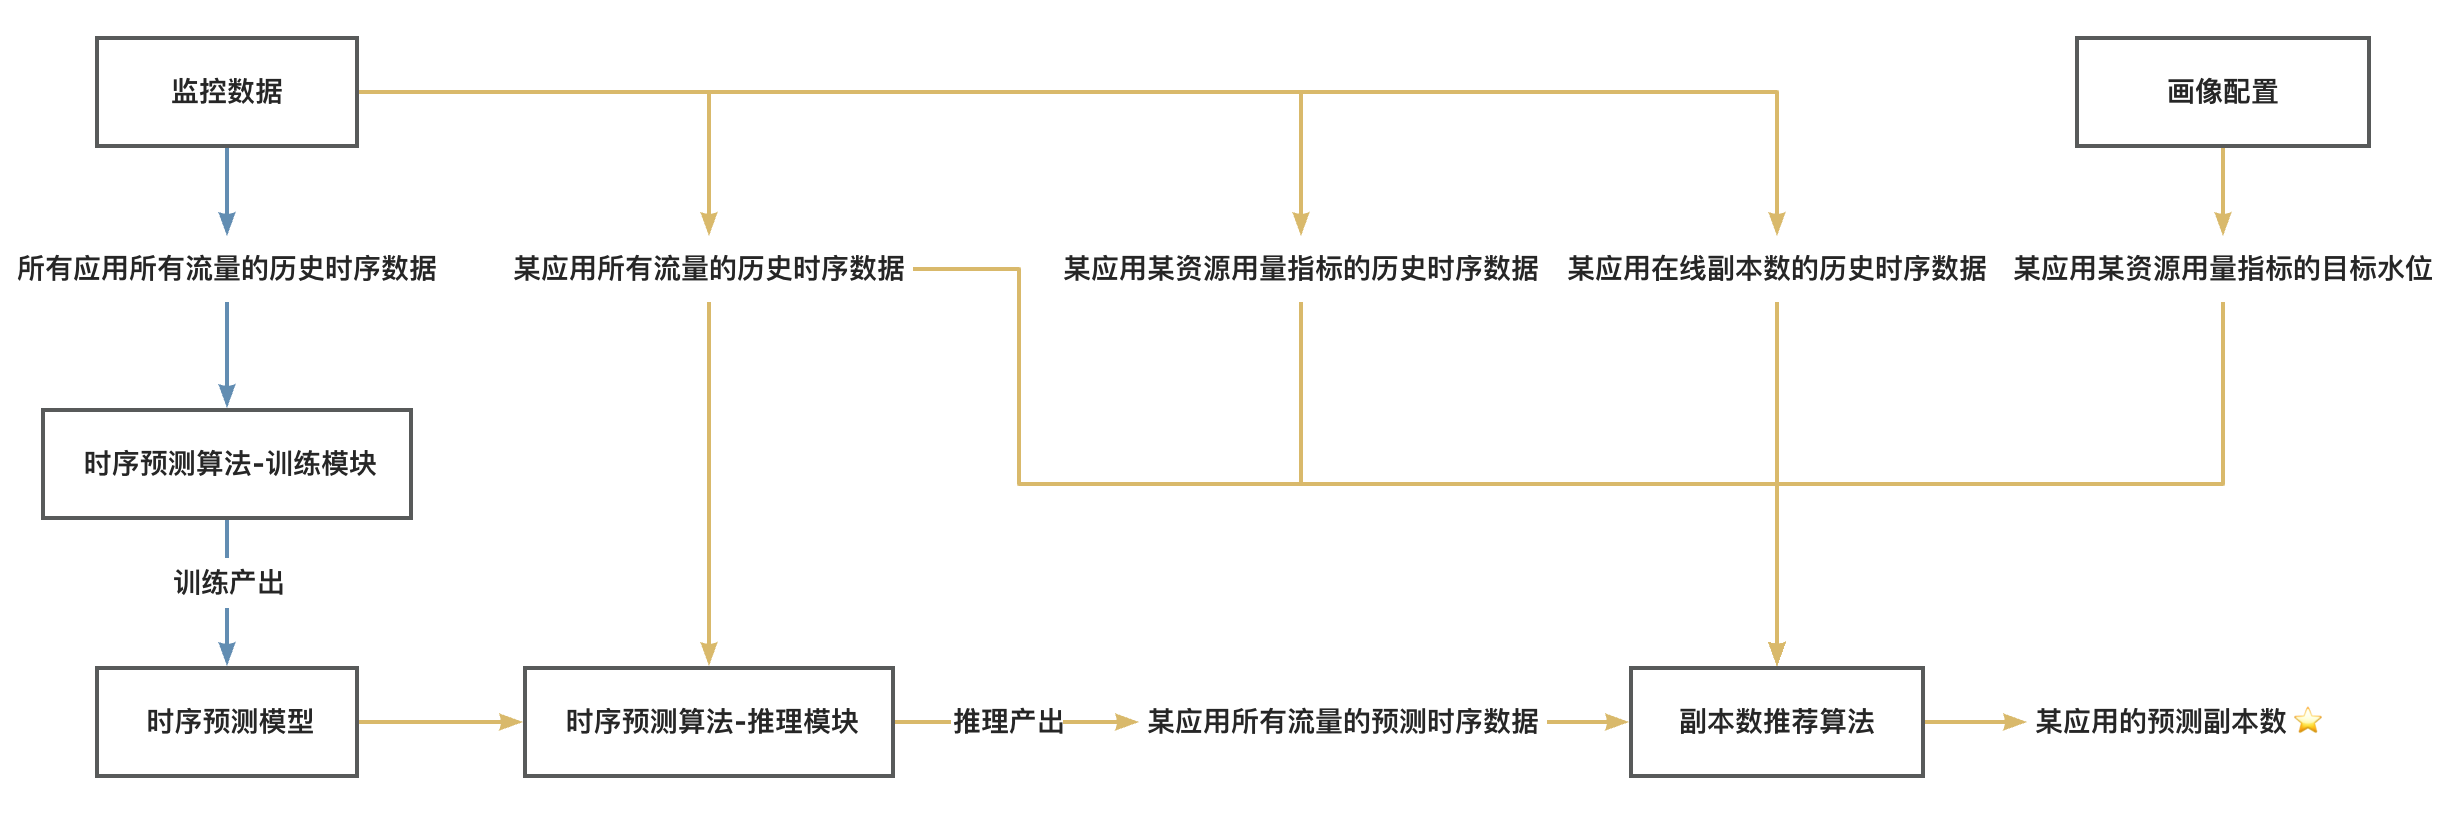 监控数据
画像配置
所有应用所有流量的历史时序数据
某应用所有流量的历史时序数据
某应用某资源用量指标的历史时序数据
某应用在线副本数的历史时序数据
某应用某资源用量指标的目标水位
时序预测算法-训练模块
训练产出
时序预测模型
时序预测算法-推理模块
推理产出
某应用所有流量的预测时序数据
副本数推荐算法
某应用的预测副本数 ⭐